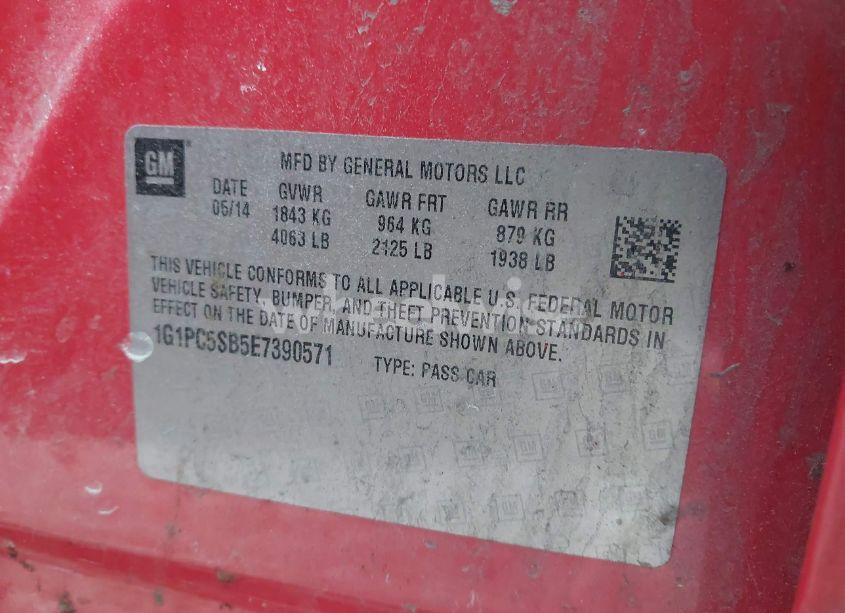 GM
MFD BY GENERAL MOTORS LLC
DATE GVWR GAWR FRT GAWR RR
05/14 1843 KG 964 KG 879 KG
4063 LB 2125 LB 1938 LB
THIS VEHICLE CONFORMS TO ALL APPLICABLE U.S. FEDERAL MOTOR
VEHICLE SAFETY, BUMPER, AND THEFT PREVENTION STANDARDS IN
EFFECT ON THE DATE OF MANUFACTURE SHOWN ABOVE.
1G1PC5SB5E7390571 TYPE: PASS CAR